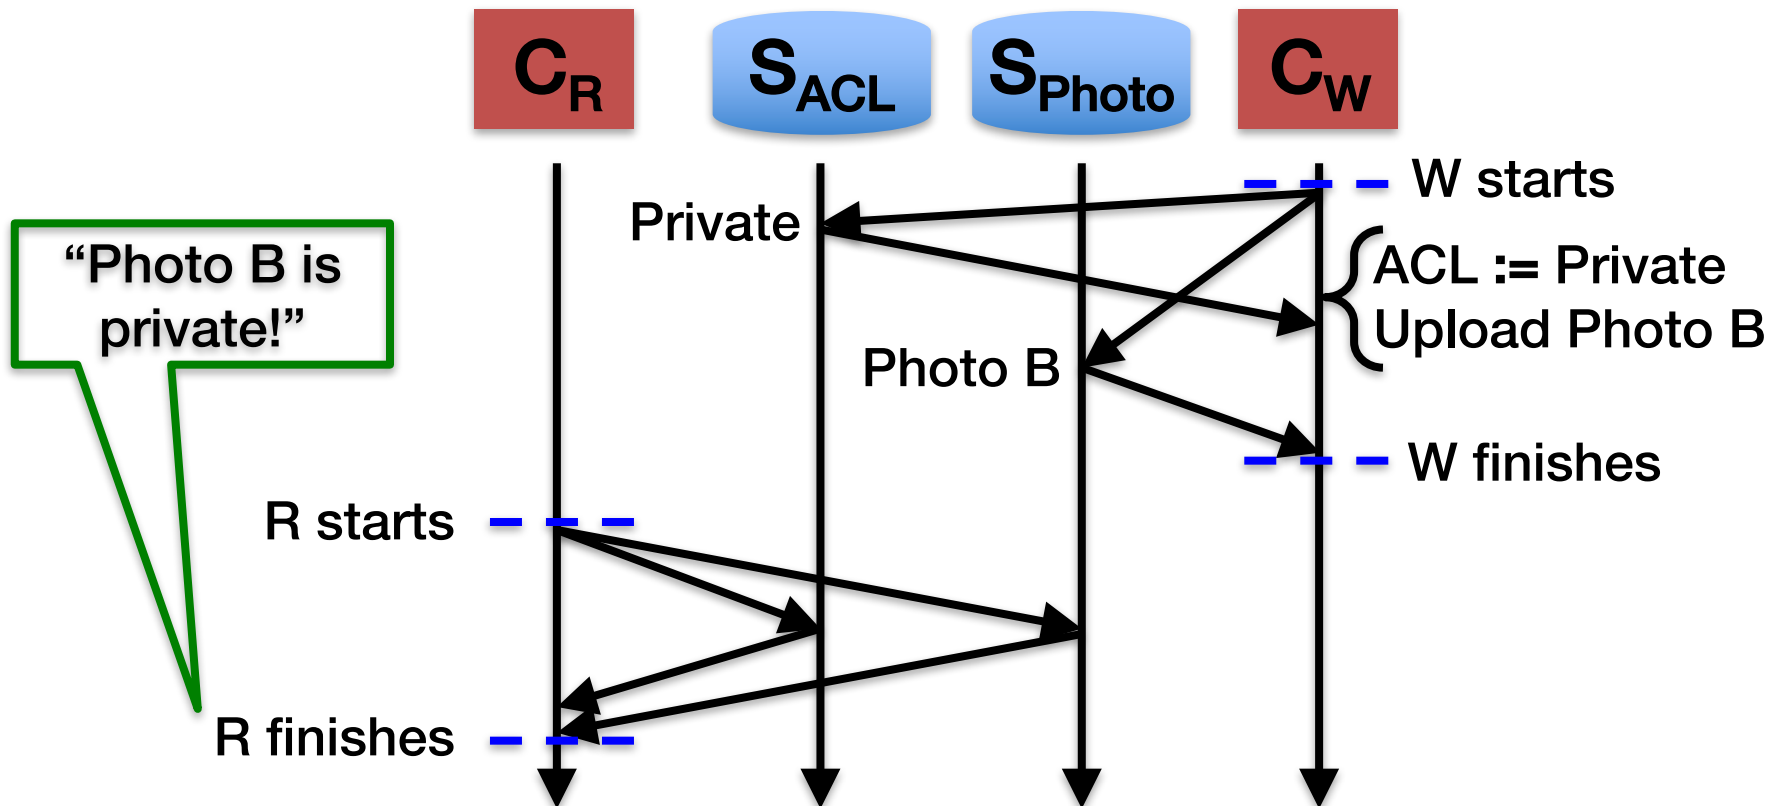 C_R
S_ACL
S_Photo
C_W
W starts
Private
ACL := Private
Upload Photo B
“Photo B is
private!”
Photo B
W finishes
R starts
R finishes